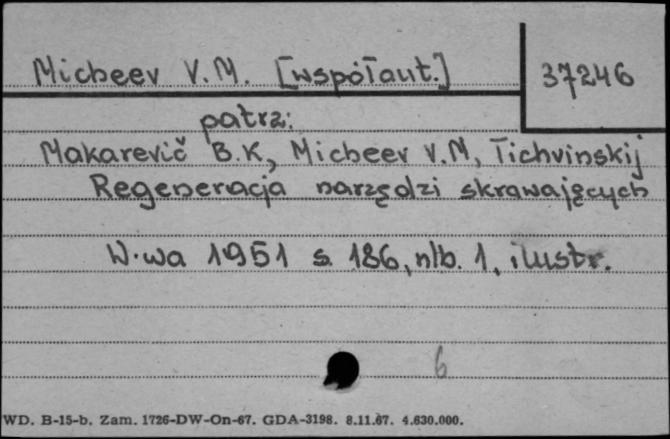 Micheev V.M. [współaut.]
37246
patrz:
Makarevič B.K, Micheev V.M, Tichvinskij
Regeneracja narzędzi skrawających
W-wa 1951 s. 186, nlb. 1, ilustr.
6
WD. B-15-b. Zam. 1726-DW-On-67. GDA-3198. 8.11.67. 4.630.000.